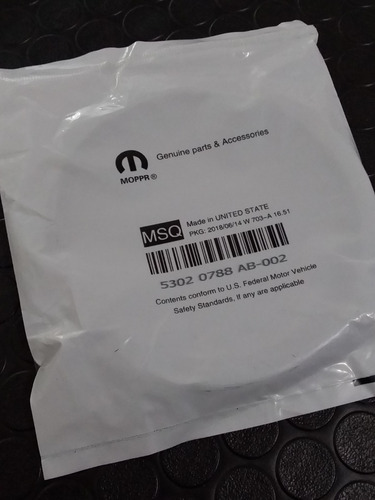 Genuine parts & Accessories
MOPPR®
MSQ
Made in UNITED STATE
PKG: 2018/06/14 W 703-A 16.51
5302 0788 AB-002
Contents conform to U.S. Federal Motor Vehicle
Safety Standards, If any are applicable